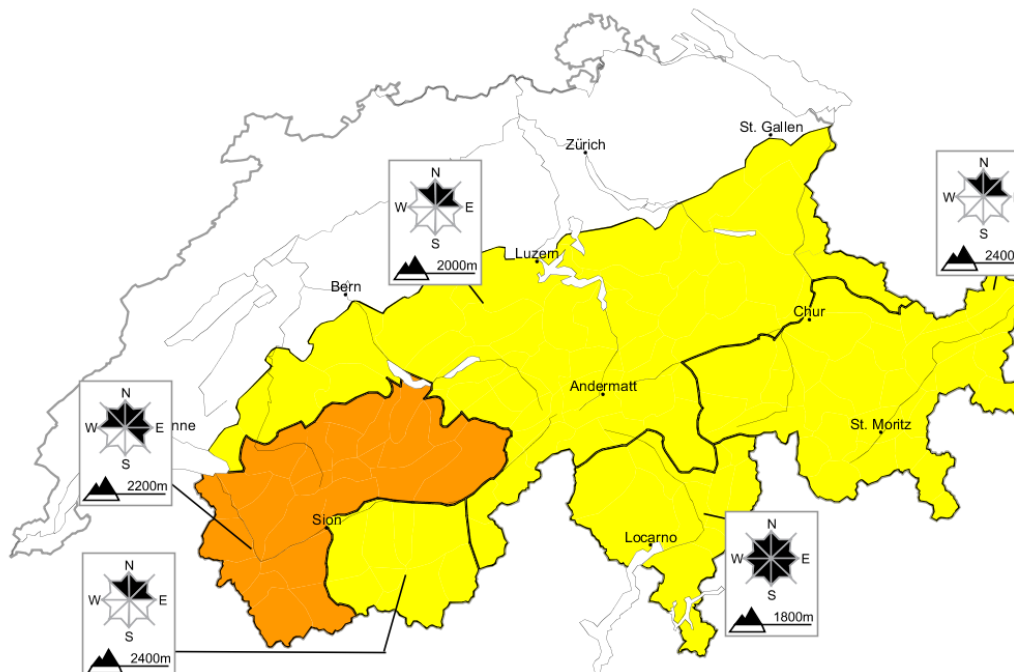 St. Gallen
Zürich
N
W E
S
2000m
N
W
S
2400
Luzern
Bern
Chur
Andermatt
N
W E
S
2200m
nne
St. Moritz
Sion
Locarno
N
W E
S
1800m
N
W E
S
2400m